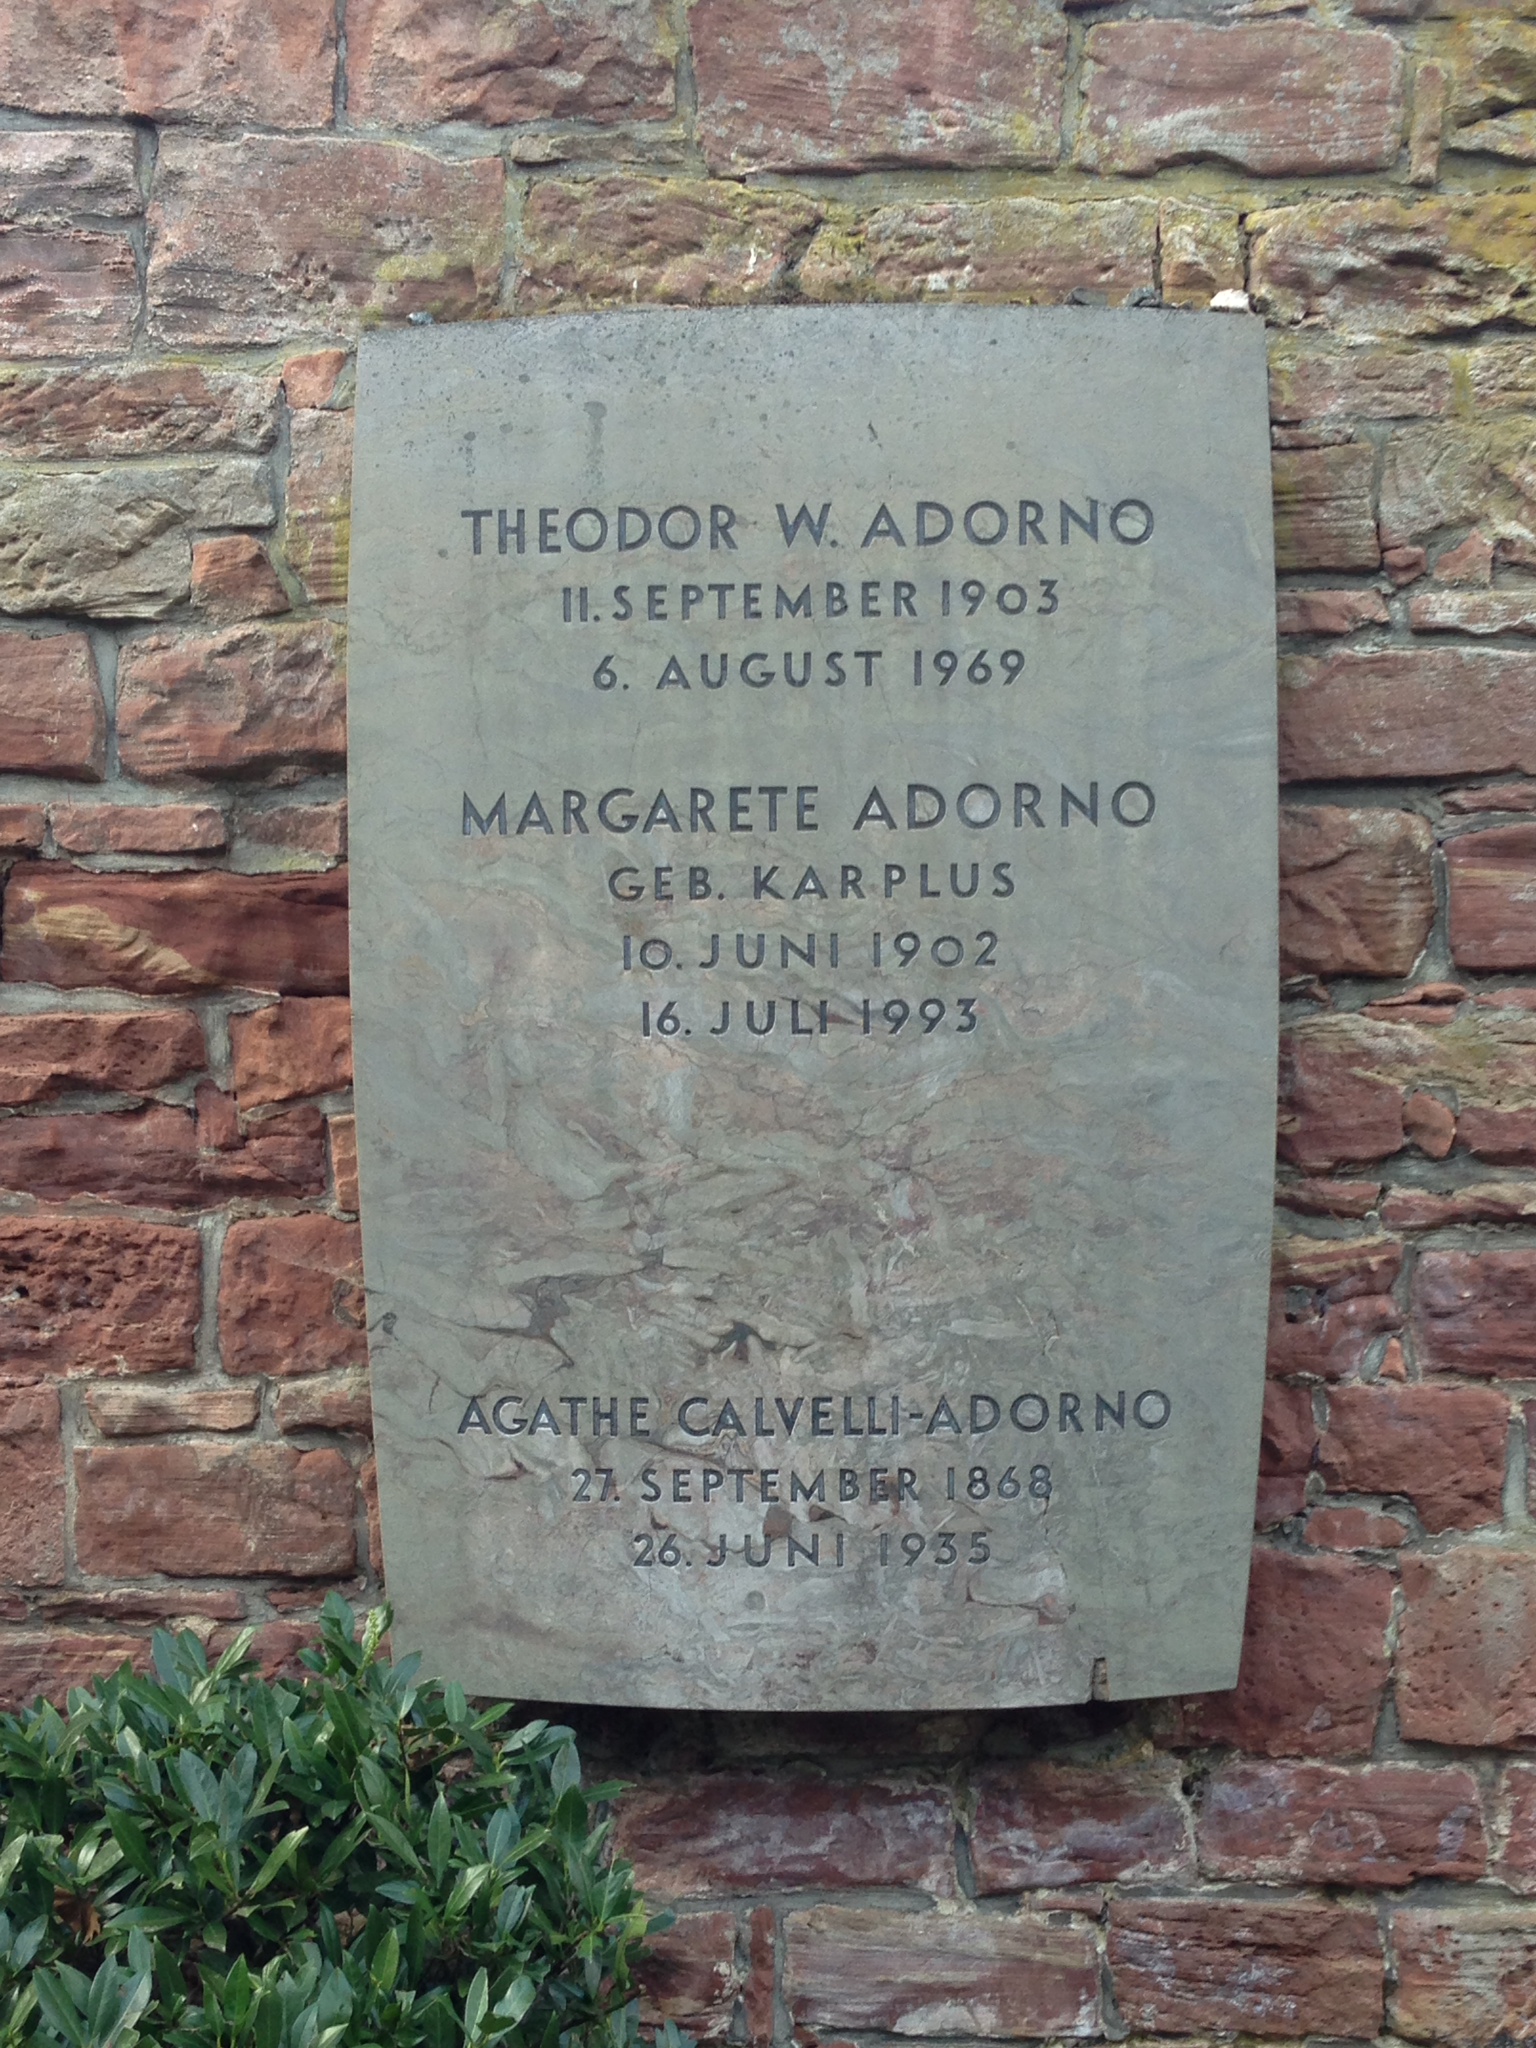 THEODOR W. ADORNO
11. SEPTEMBER 1903
6. AUGUST 1969
MARGARETE ADORNO
GEB. KARPLUS
10. JUNI 1902
16. JULI 1993
AGATHE CALVELLI-ADORNO
27. SEPTEMBER 1868
26. JUNI 1935